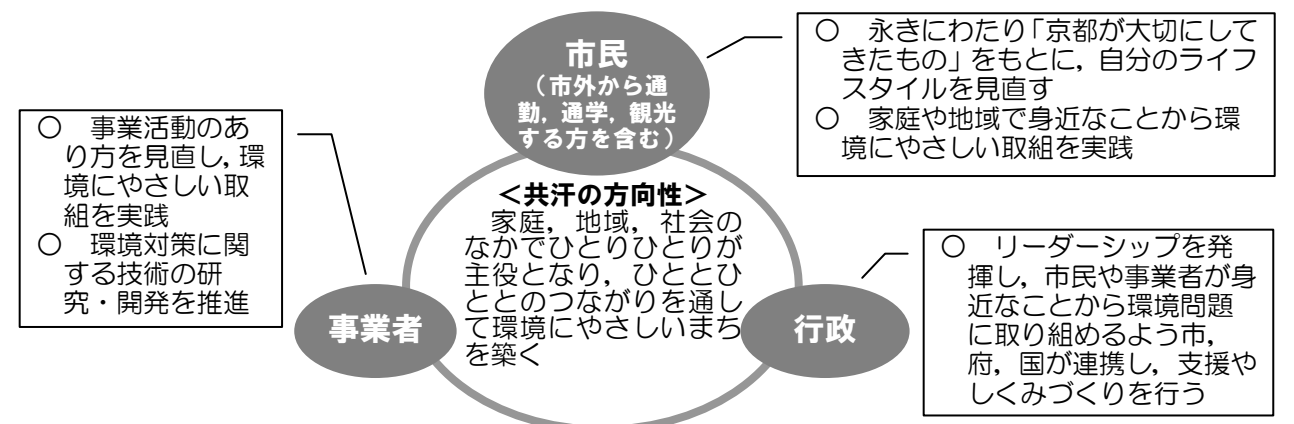 市民
（市外から通
勤，通学，観光
する方を含む）
○　永きにわたり「京都が大切にして
きたもの」をもとに，自分のライフ
スタイルを見直す
○　家庭や地域で身近なことから環
境にやさしい取組を実践
○　事業活動のあ
り方を見直し，環
境にやさしい取
組を実践
○　環境対策に関
する技術の研
究・開発を推進
＜共汗の方向性＞
家庭，地域，社会の
なかでひとりひとりが
主役となり，ひととひ
ととのつながりを通し
て環境にやさしいまち
を築く
事業者
行政
○　リーダーシップを発
揮し，市民や事業者が身
近なことから環境問題
に取り組めるよう市，
府，国が連携し，支援や
しくみづくりを行う